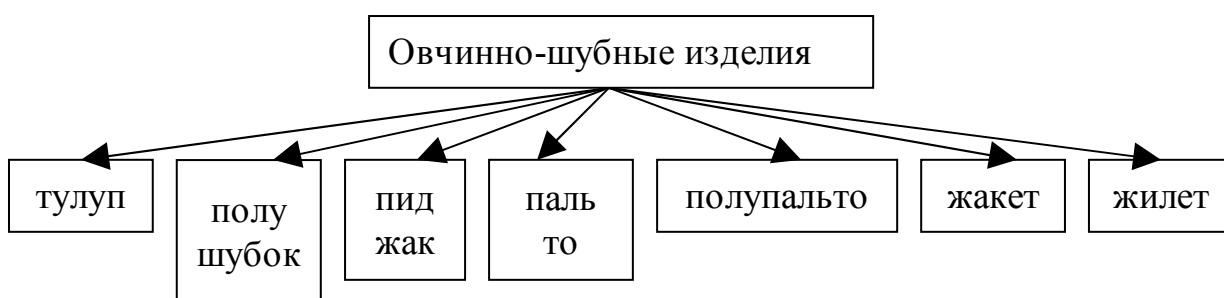 Овчинно-шубные изделия
тулуп
полу
шубок
пид
жак
паль
то
полупальто
жакет
жилет